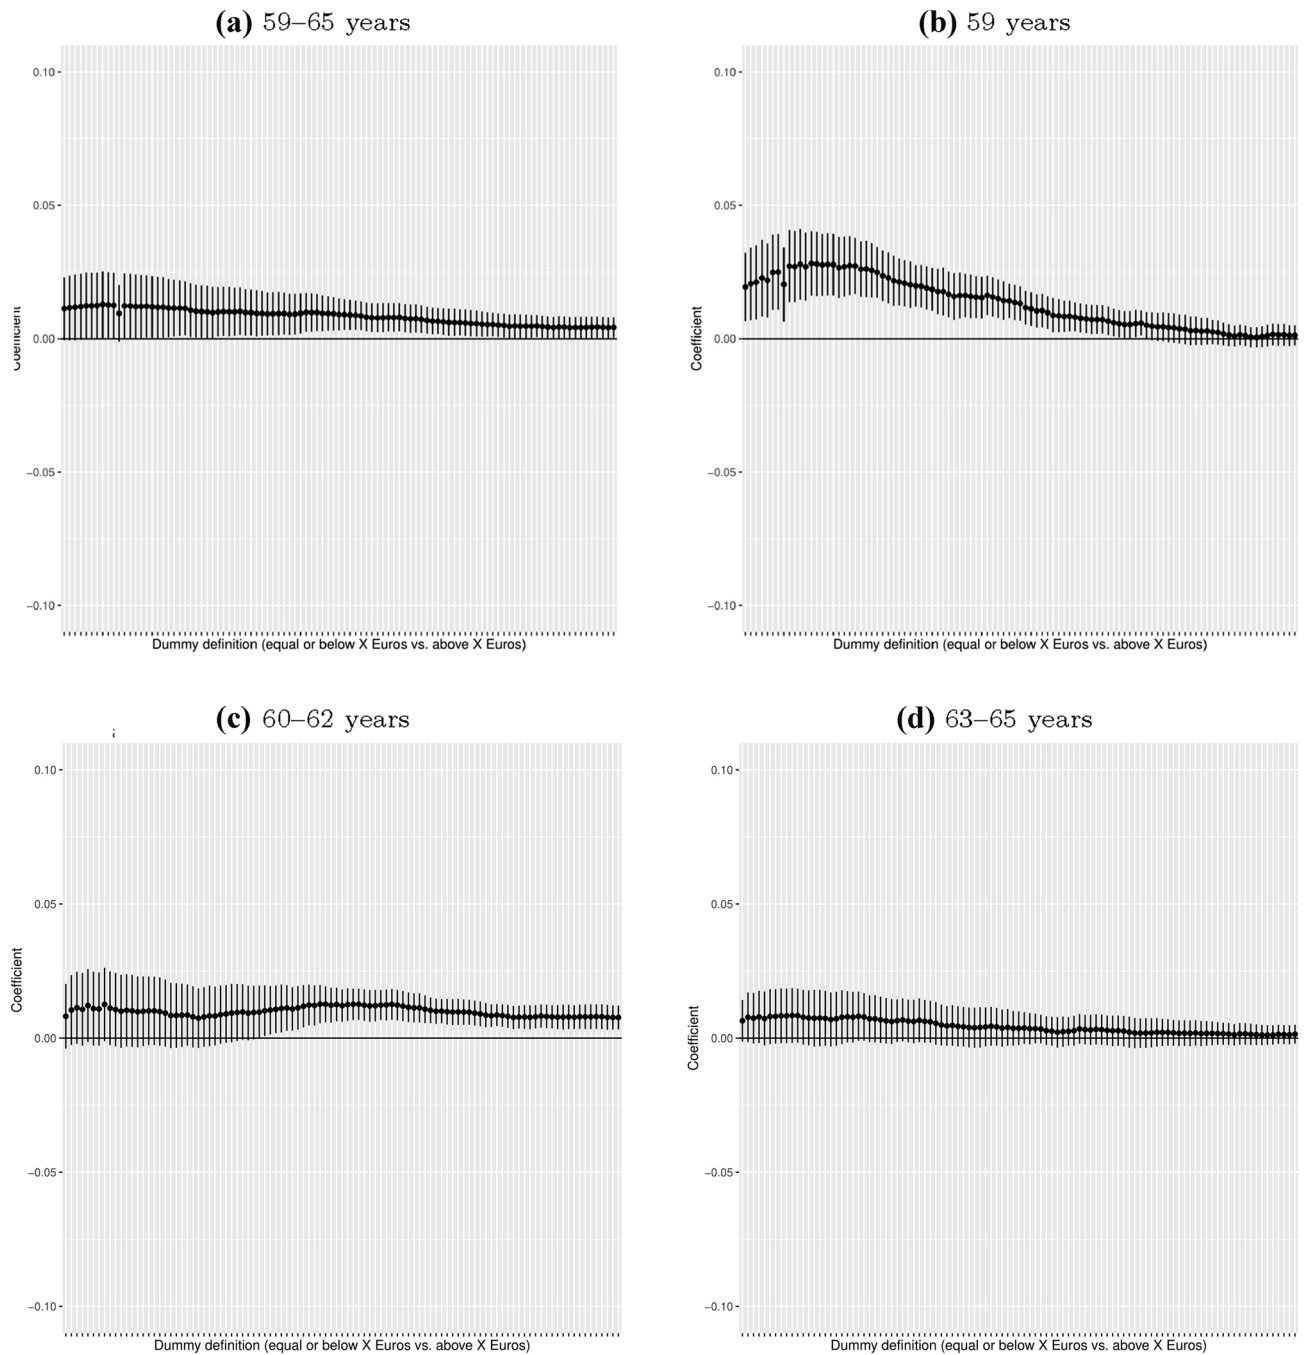 (a) 59–65 years
0.10
0.05
0.00
−0.05
−0.10
Coefficient
Dummy definition (equal or below X Euros vs. above X Euros)
(b) 59 years
0.10
0.05
0.00
−0.05
−0.10
Coefficient
Dummy definition (equal or below X Euros vs. above X Euros)
(c) 60–62 years
0.10
0.05
0.00
−0.05
−0.10
Coefficient
Dummy definition (equal or below X Euros vs. above X Euros)
(d) 63–65 years
0.10
0.05
0.00
−0.05
−0.10
Coefficient
Dummy definition (equal or below X Euros vs. above X Euros)